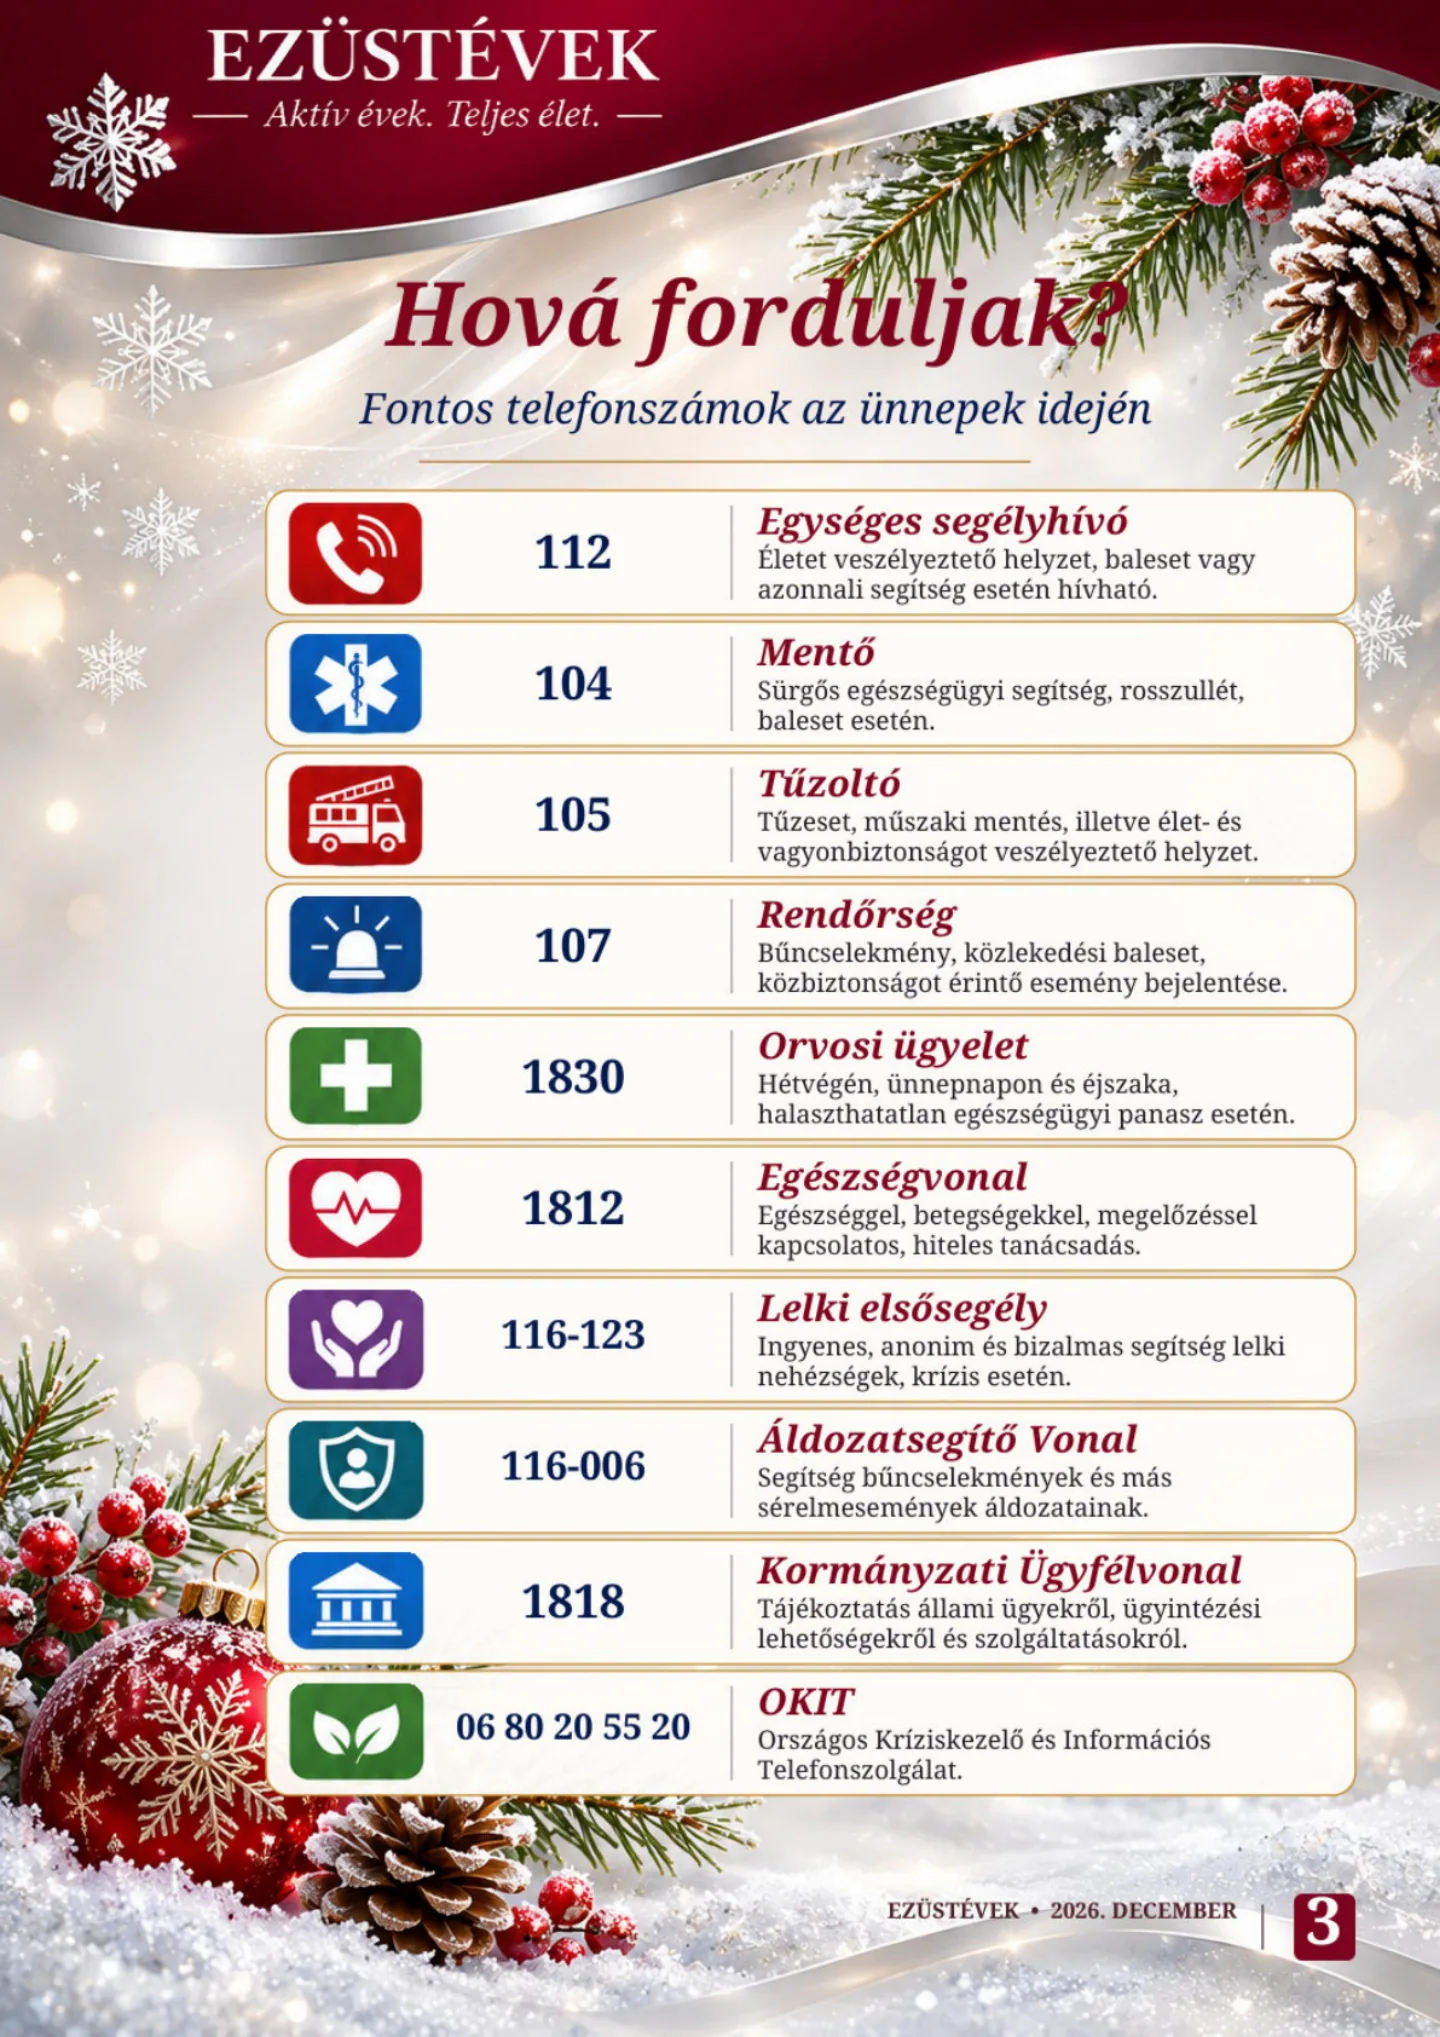 EZÜSTÉVEK
Aktív évek. Teljes élet.
Hová forduljak?
Fontos telefonszámok az ünnepek idején
112
Egységes segélyhívó
Életet veszélyeztető helyzet, baleset vagy
azonnali segítség esetén hívható.
104
Mentő
Sürgős egészségügyi segítség, rosszullét,
baleset esetén.
105
Tűzoltó
Tűzeset, műszaki mentés, illetve élet- és
vagyonbiztonságot veszélyeztető helyzet.
107
Rendőrség
Bűncselekmény, közlekedési baleset,
közbiztonságot érintő esemény bejelentése.
1830
Orvosi ügyelet
Hétvégén, ünnepnapon és éjszaka,
halaszthatatlan egészségügyi panasz esetén.
1812
Egészségvonal
Egészséggel, betegségekkel, megelőzéssel
kapcsolatos, hiteles tanácsadás.
116-123
Lelki elsősegély
Ingyenes, anonim és bizalmas segítség lelki
nehézségek, krízis esetén.
116-006
Áldozatsegítő Vonal
Segítség bűncselekmények és más
sérelmesemények áldozatainak.
1818
Kormányzati Ügyfélvonal
Tájékoztatás állami ügyekről, ügyintézési
lehetőségekről és szolgáltatásokról.
06 80 20 55 20
OKIT
Országos Kríziskezelő és Információs
Telefonszolgálat.
EZÜSTÉVEK • 2026. DECEMBER
3